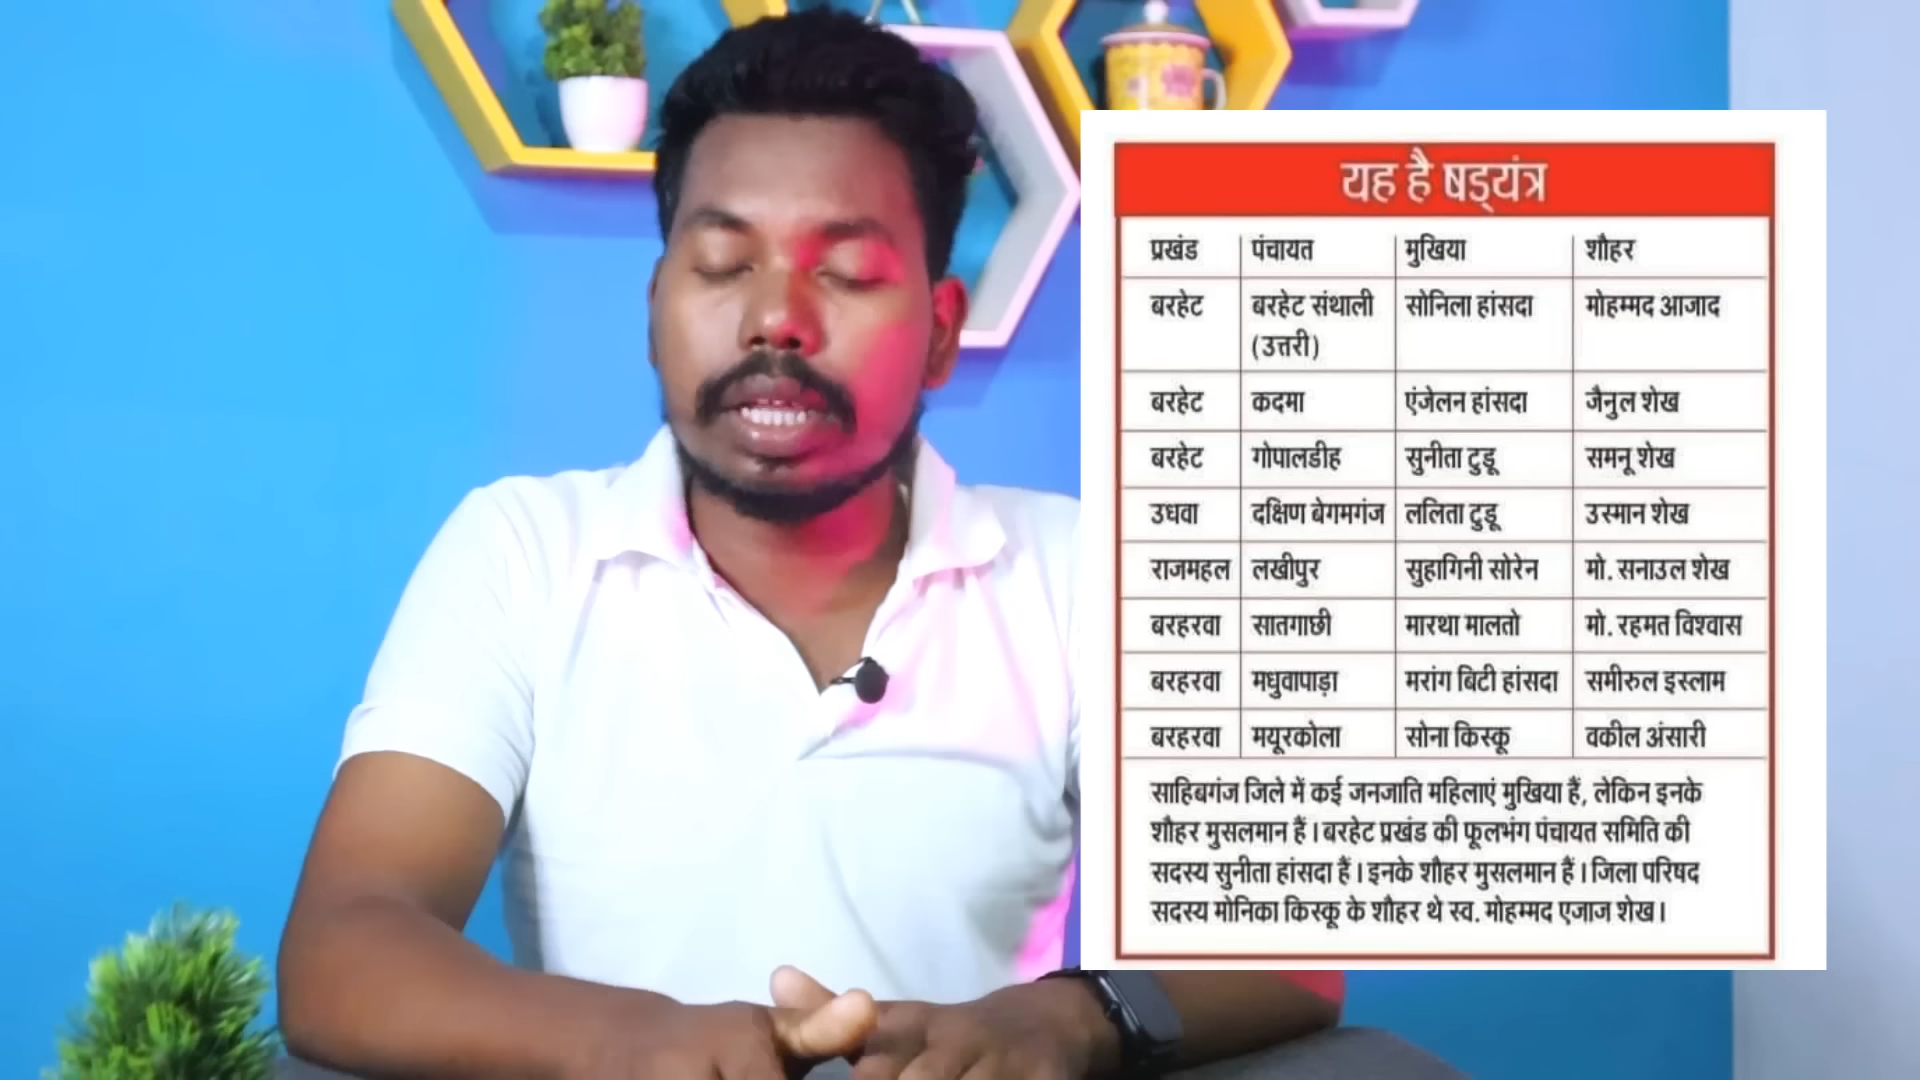 यह है षड्यंत्र
प्रखंड पंचायत मुखिया शौहर
बरहेट बरहेट संथाली सोनिला हांसदा मोहम्मद आजाद
(उत्तरी)
बरहेट कदमा एंजेलन हांसदा जैनुल शेख
बरहेट गोपालडीह सुनीता टुडू समनू शेख
उधवा दक्षिण बेगमगंज ललिता टुडू उस्मान शेख
राजमहल लखीपुर सुहागिनी सोरेन मो. सनाउल शेख
बरहरवा सातगाछी मारथा मालतो मो. रहमत विश्वास
बरहरवा मधुवापाड़ा मरांग बिटी हांसदा समीरुल इस्लाम
बरहरवा मयूरकोला सोना किस्कू वकील अंसारी
साहिबगंज जिले में कई जनजाति महिलाएं मुखिया हैं, लेकिन इनके
शौहर मुसलमान हैं। बरहेट प्रखंड की फूलभंग पंचायत समिति की
सदस्य सुनीता हांसदा हैं। इनके शौहर मुसलमान हैं। जिला परिषद
सदस्य मोनिका किस्कू के शौहर थे स्व. मोहम्मद एजाज शेख।